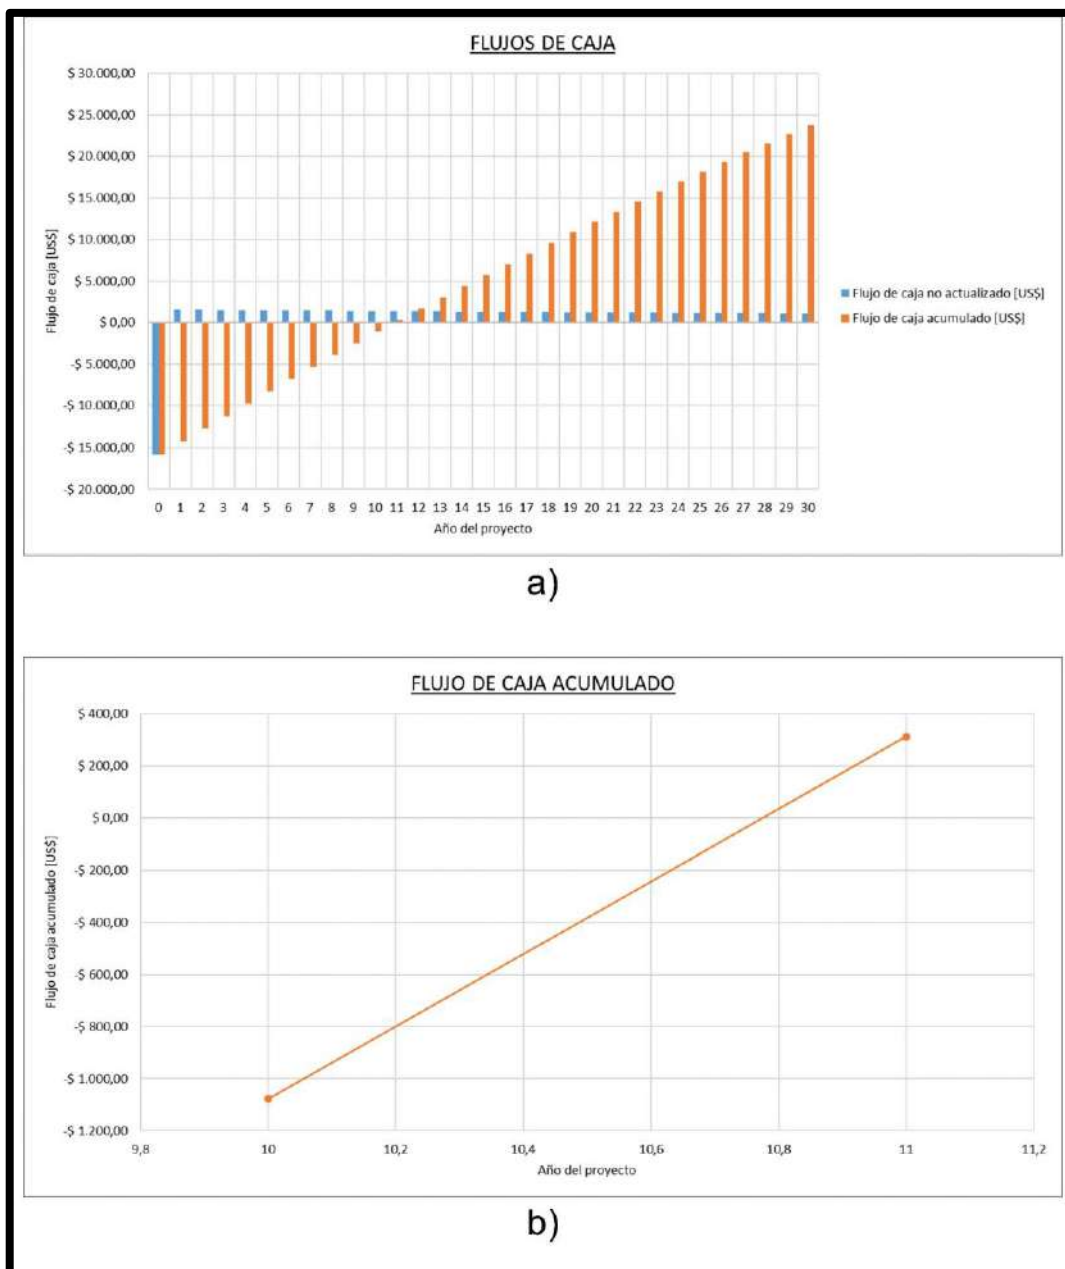 FLUJOS DE CAJA
$ 30.000,00
$ 25.000,00
$ 20.000,00
$ 15.000,00
$ 10.000,00
$ 5.000,00
$ 0,00
-$ 5.000,00
-$ 10.000,00
-$ 15.000,00
-$ 20.000,00
Flujo de caja [US$]
0 1 2 3 4 5 6 7 8 9 10 11 12 13 14 15 16 17 18 19 20 21 22 23 24 25 26 27 28 29 30
Año del proyecto
Flujo de caja no actualizado [US$]
Flujo de caja acumulado [US$]
a)
FLUJO DE CAJA ACUMULADO
$ 400,00
$ 200,00
$ 0,00
-$ 200,00
-$ 400,00
-$ 600,00
-$ 800,00
-$ 1.000,00
-$ 1.200,00
Flujo de caja acumulado [US$]
9,8 10 10,2 10,4 10,6 10,8 11 11,2
Año del proyecto
b)